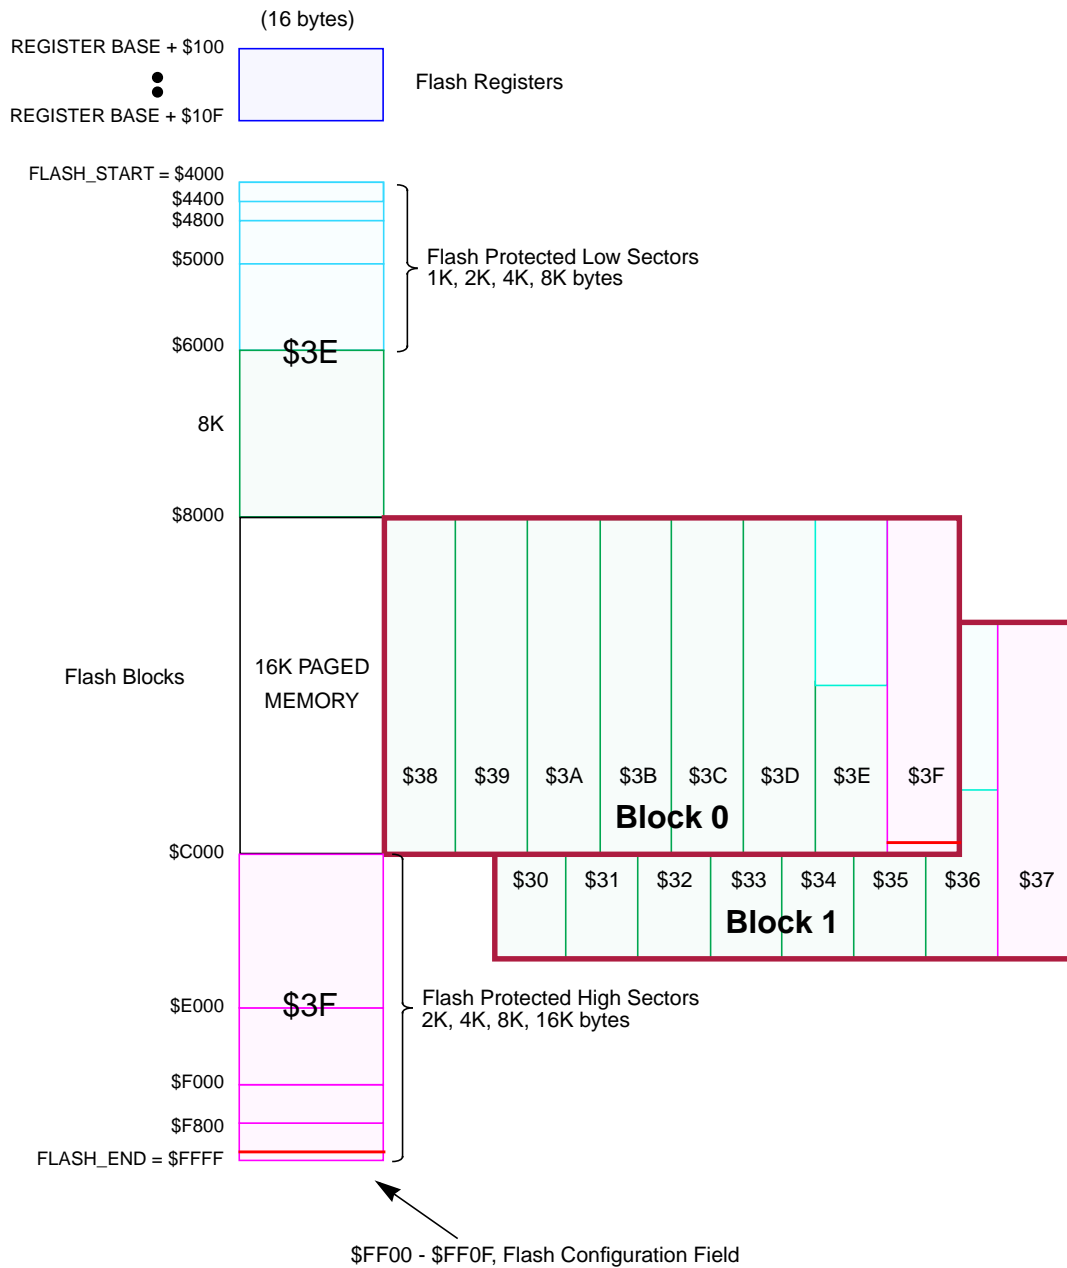 (16 bytes)
REGISTER BASE + $100
Flash Registers
REGISTER BASE + $10F
FLASH_START = $4000
$4400
$4800
$5000
Flash Protected Low Sectors
1K, 2K, 4K, 8K bytes
$6000
$3E
8K
$8000
Flash Blocks
16K PAGED
MEMORY
$38 $39 $3A $3B $3C $3D $3E $3F
Block 0
$C000
$30 $31 $32 $33 $34 $35 $36 $37
Block 1
$E000
$3F
Flash Protected High Sectors
2K, 4K, 8K, 16K bytes
$F000
$F800
FLASH_END = $FFFF
$FF00 - $FF0F, Flash Configuration Field